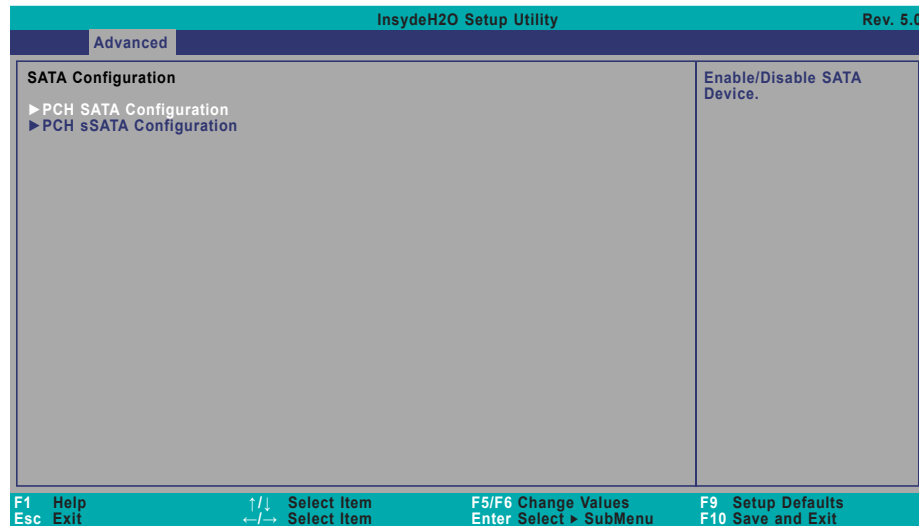 InsydeH2O Setup Utility Rev. 5.0
Advanced
SATA Configuration
►PCH SATA Configuration
►PCH sSATA Configuration
Enable/Disable SATA
Device.
F1 Help ↑/↓ Select Item F5/F6 Change Values F9 Setup Defaults
Esc Exit ←/→ Select Item Enter Select ► SubMenu F10 Save and Exit